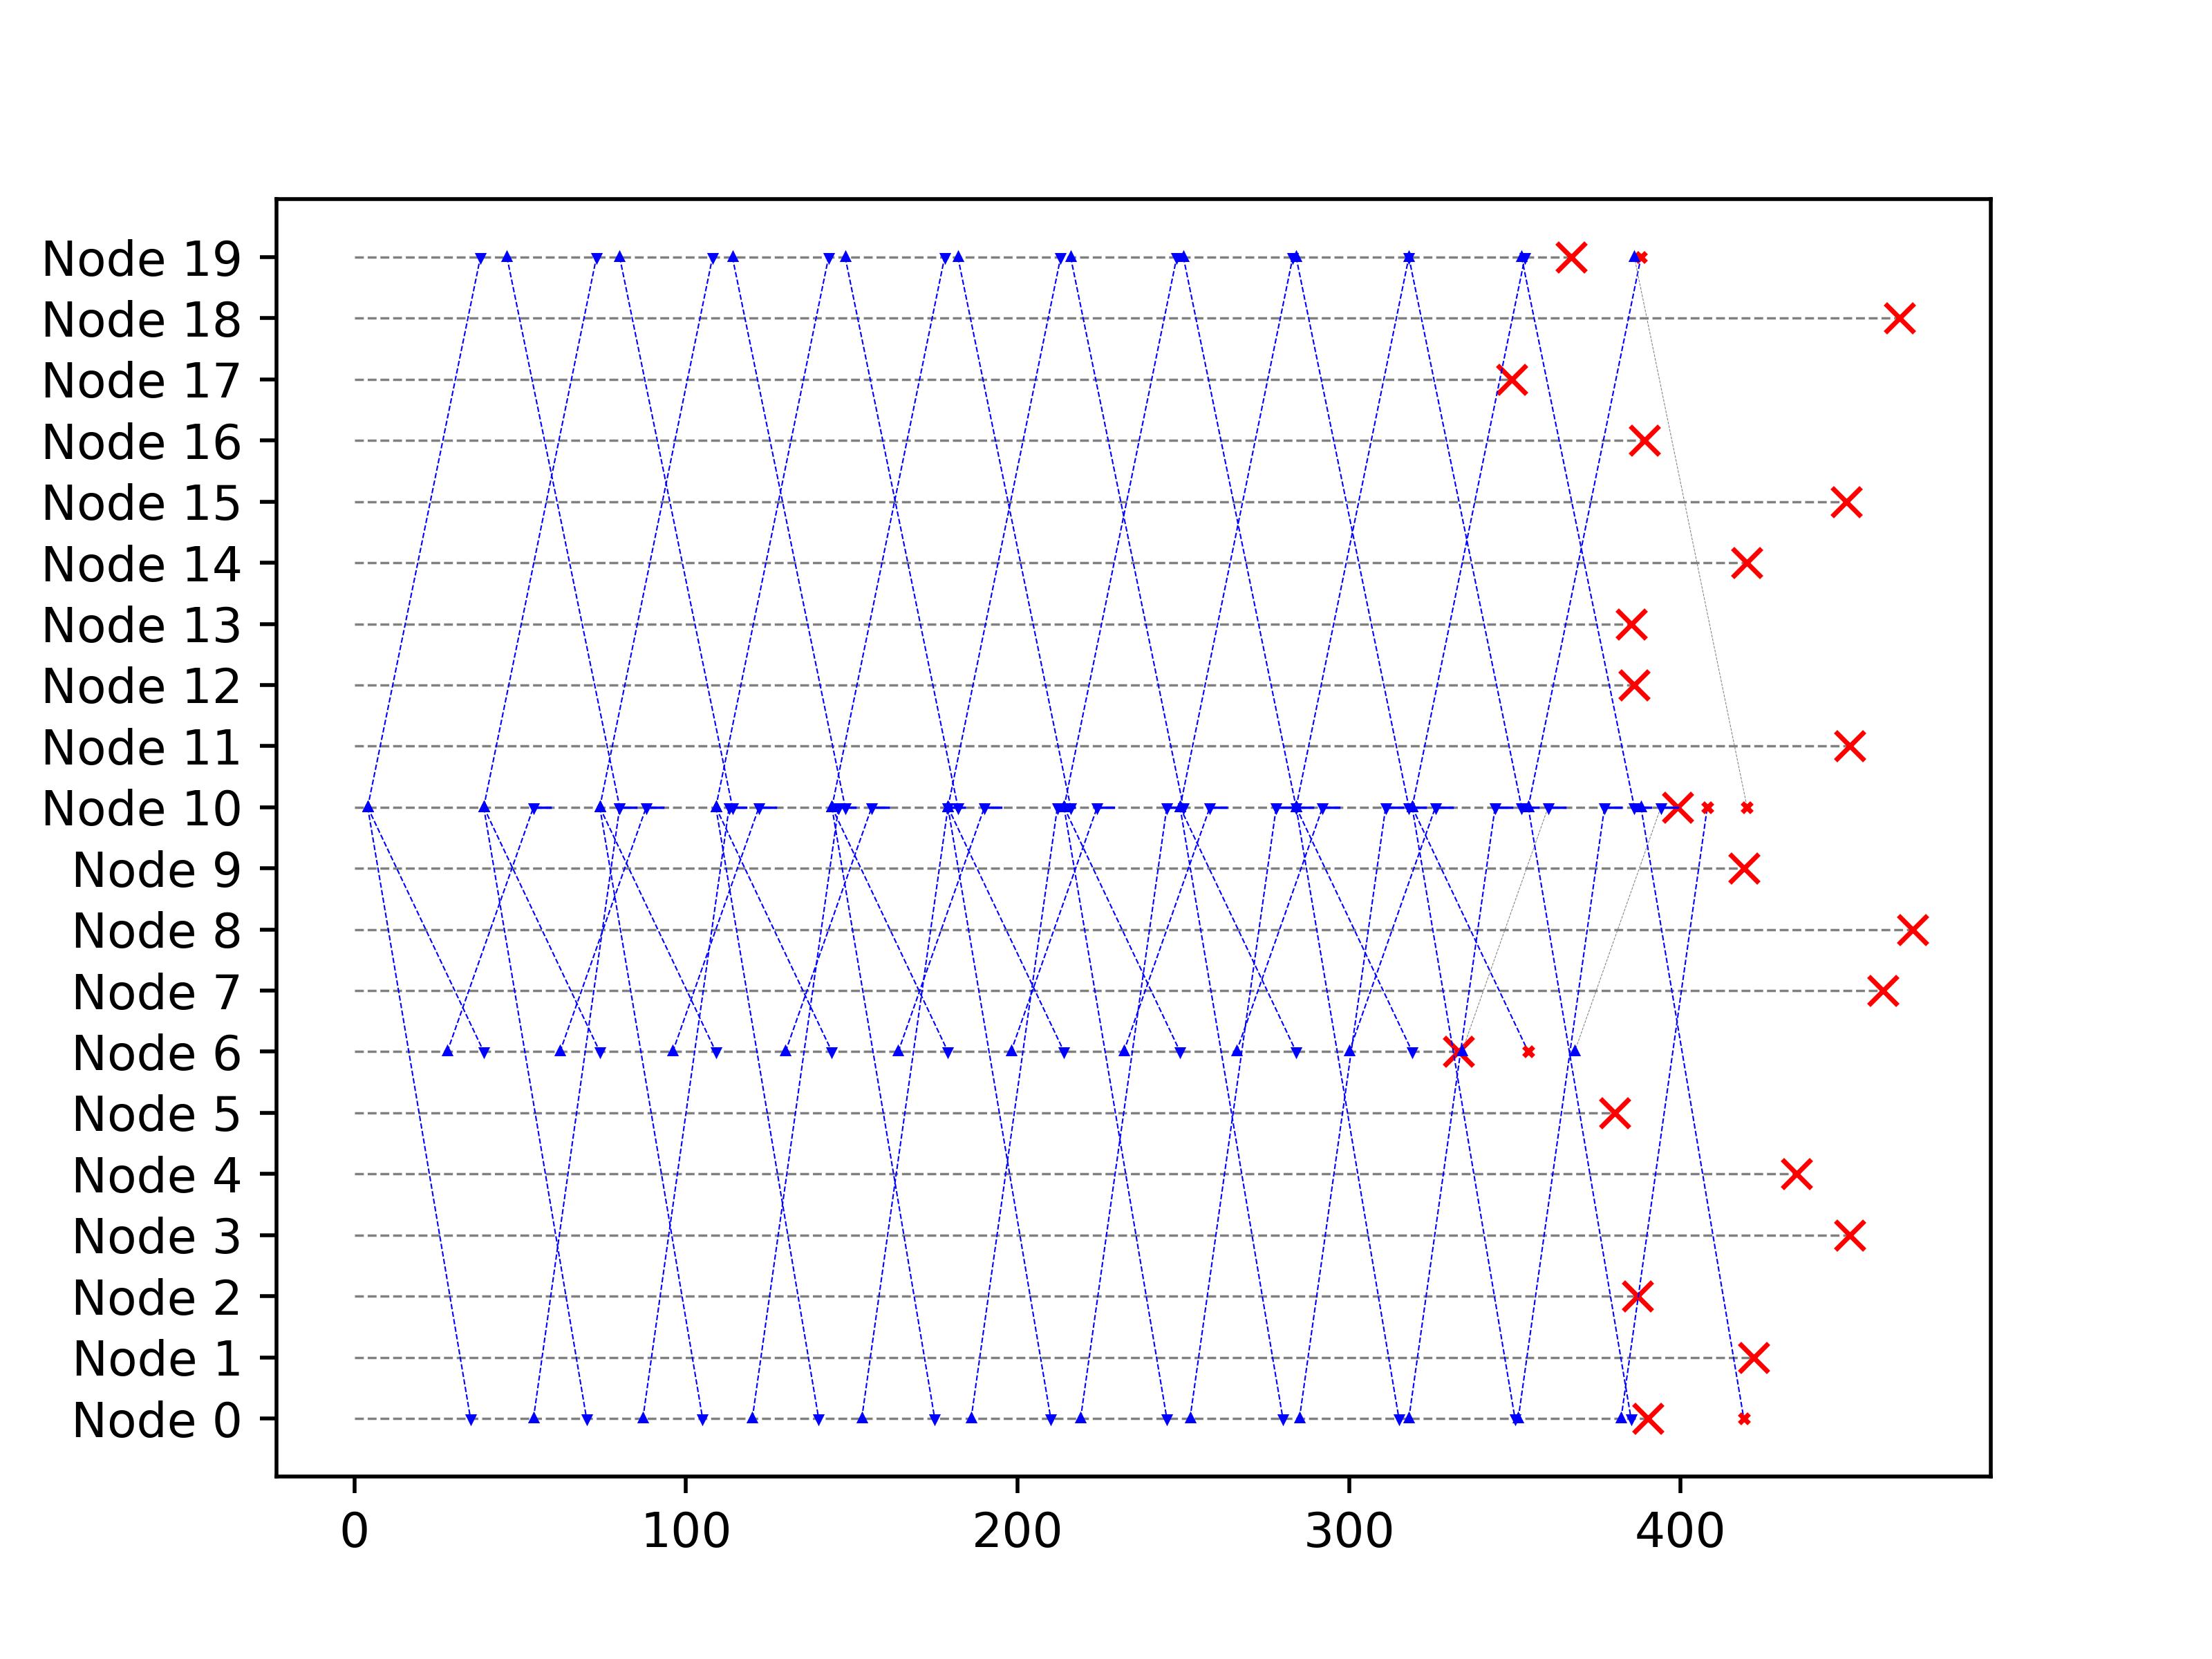 Node 19
Node 18
Node 17
Node 16
Node 15
Node 14
Node 13
Node 12
Node 11
Node 10
Node 9
Node 8
Node 7
Node 6
Node 5
Node 4
Node 3
Node 2
Node 1
Node 0
0 100 200 300 400